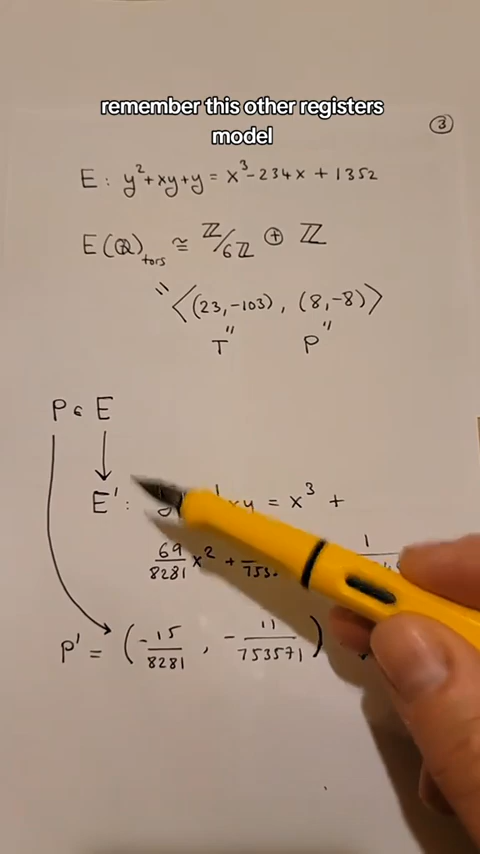 remember this other registers
model
③
E: y²+xy+y = x³-234x + 1352
E(ℚ)tors ≅ ℤ/6ℤ ⊕ ℤ
" ⟨(23,-103), (8,-8)⟩
" "
T P
P ∈ E
E': xy = x³ +
69/8281 x² + 1
P' = (-15/8281, -11/753571)